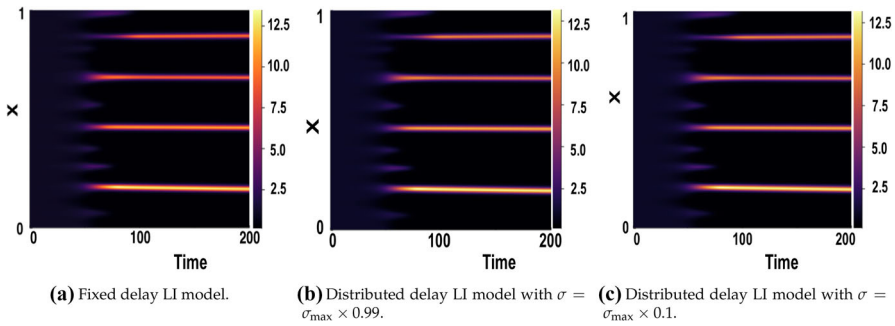 1
x
0
0
100
200
Time
12.5
10.0
7.5
5.0
2.5
(a) Fixed delay LI model.
1
x
0
0
100
200
Time
12.5
10.0
7.5
5.0
2.5
(b) Distributed delay LI model with σ =
σmax × 0.99.
1
x
0
0
100
200
Time
12.5
10.0
7.5
5.0
2.5
(c) Distributed delay LI model with σ =
σmax × 0.1.